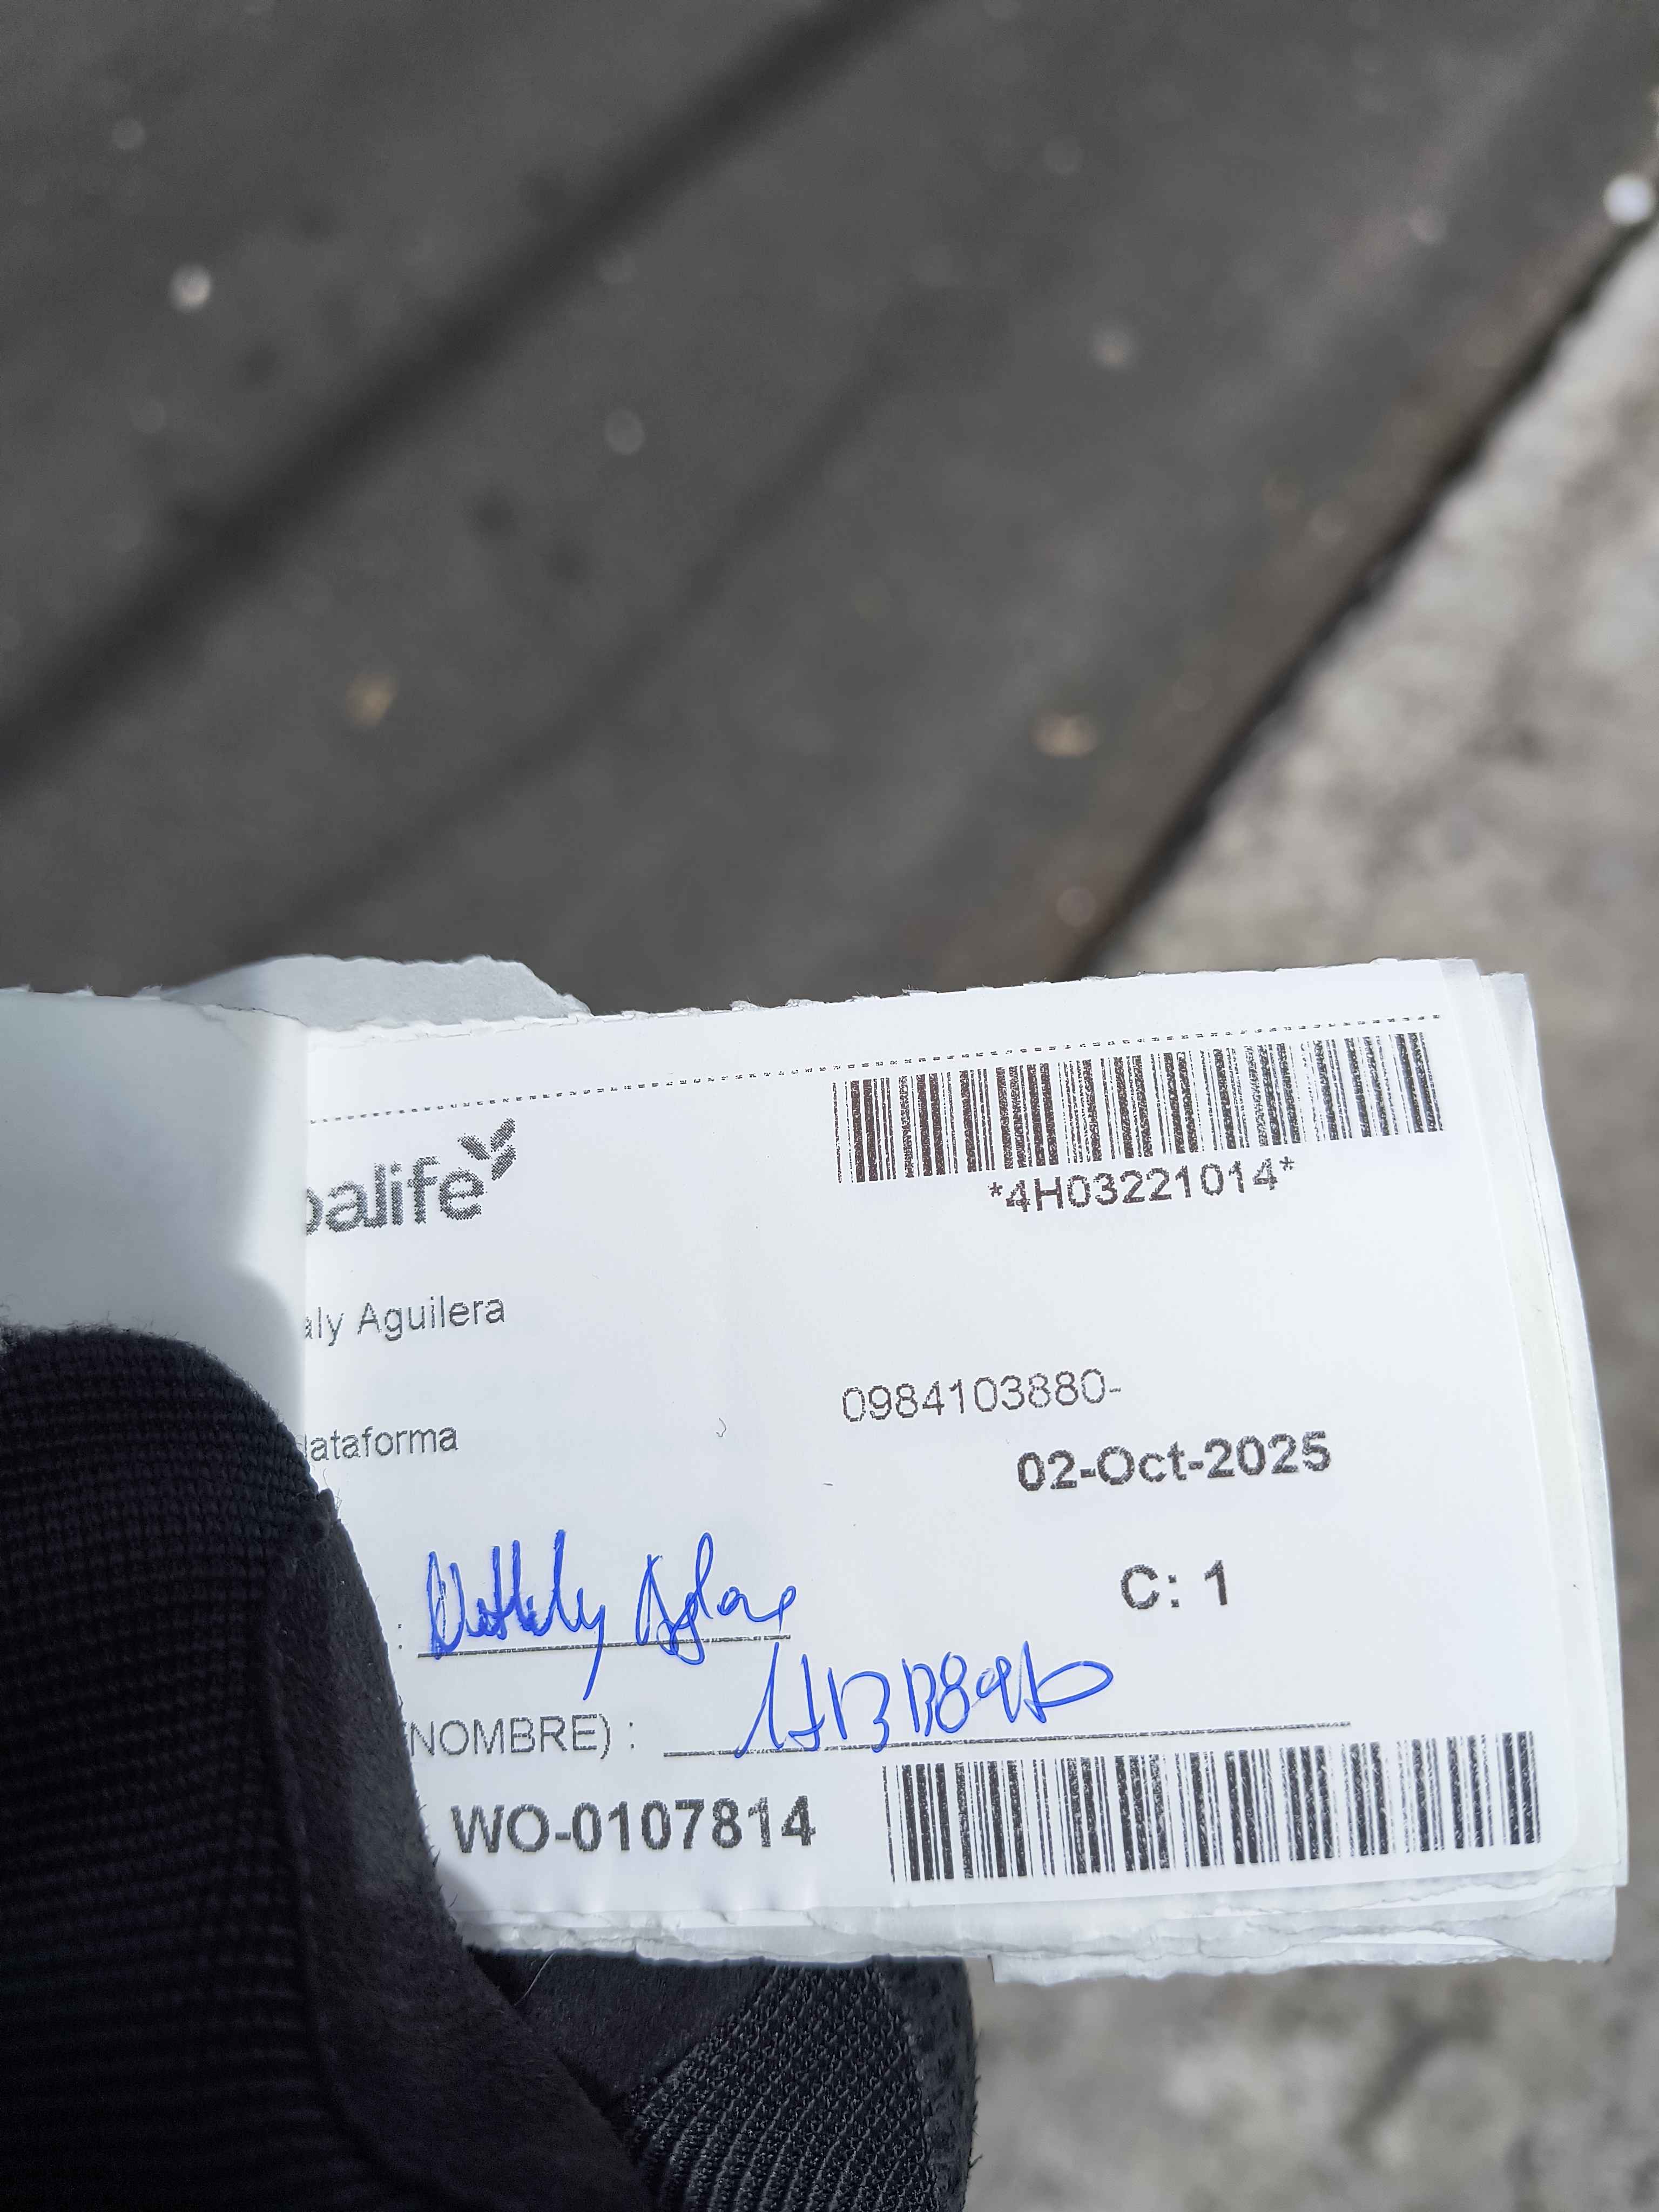 balife
*4H03221014*
aly Aguilera
0984103880-
lataforma
02-Oct-2025
C: 1
:
(NOMBRE) :
WO-0107814